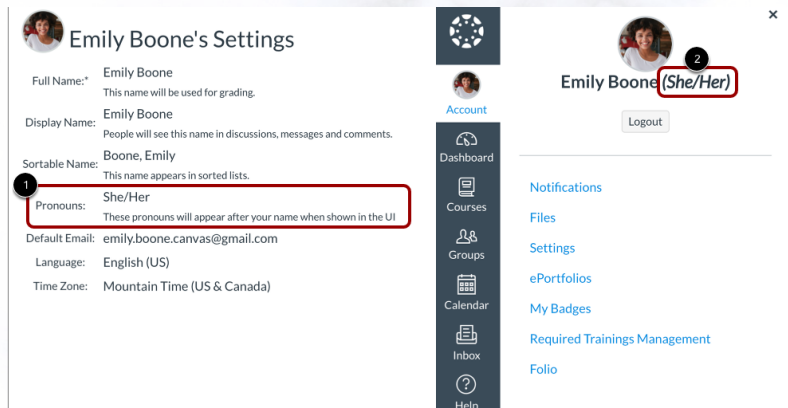 Emily Boone's Settings
Full Name:* Emily Boone
This name will be used for grading.
Display Name: Emily Boone
People will see this name in discussions, messages and comments.
Sortable Name: Boone, Emily
This name appears in sorted lists.
1
Pronouns: She/Her
These pronouns will appear after your name when shown in the UI
Default Email: emily.boone.canvas@gmail.com
Language: English (US)
Time Zone: Mountain Time (US & Canada)
Account
Dashboard
Courses
Groups
Calendar
Inbox
Help
2
Emily Boone (She/Her)
Logout
Notifications
Files
Settings
ePortfolios
My Badges
Required Trainings Management
Folio